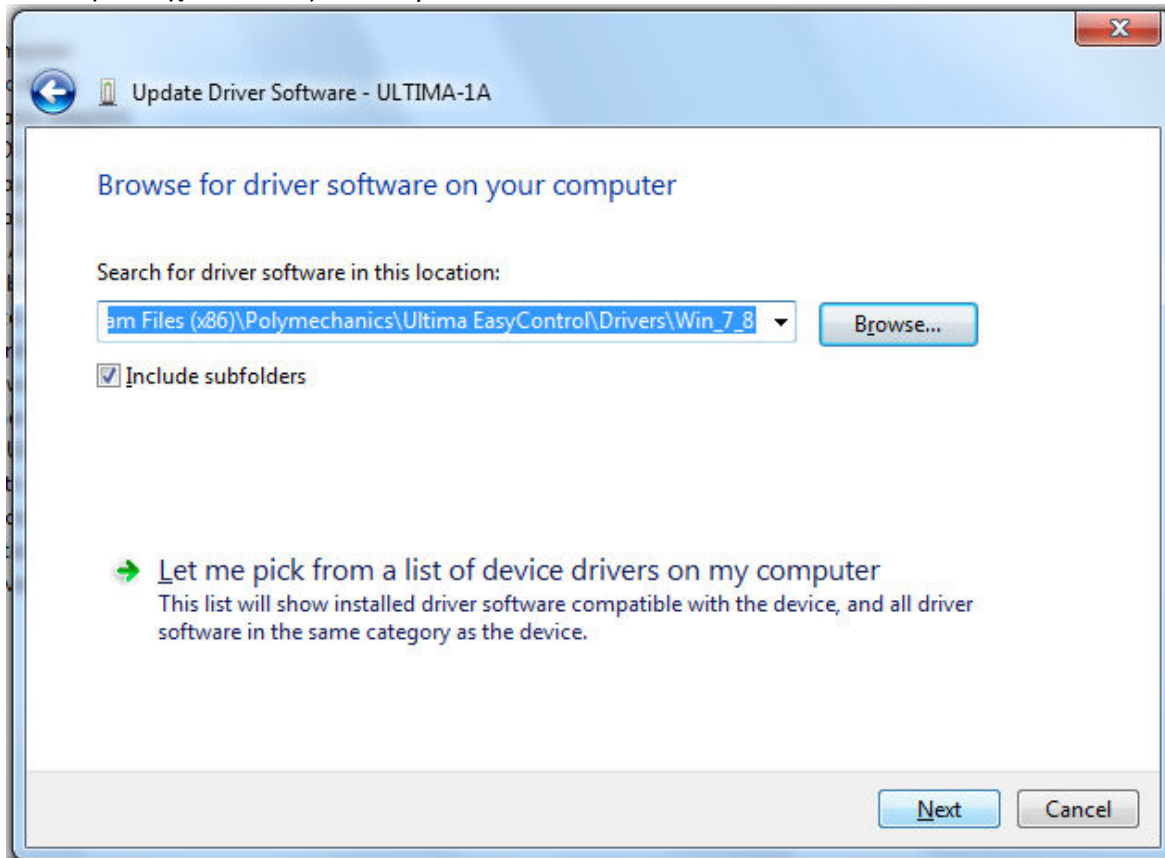 Update Driver Software - ULTIMA-1A
Browse for driver software on your computer
Search for driver software in this location:
am Files (x86)\Polymechanics\Ultima EasyControl\Drivers\Win_7_8
Browse...
Include subfolders
Let me pick from a list of device drivers on my computer
This list will show installed driver software compatible with the device, and all driver
software in the same category as the device.
Next
Cancel